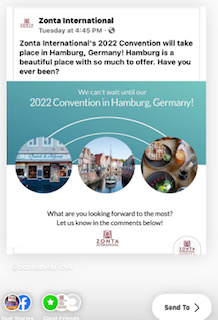 Zonta International
Tuesday at 4:45 PM ·
Zonta International's 2022 Convention will take
place in Hamburg, Germany! Hamburg is a
beautiful place with so much to offer. Have you
ever been?
We can't wait until our
2022 Convention in Hamburg, Germany!
What are you looking forward to the most?
Let us know in the comments below!
ZONTA
INTERNATIONAL
ZONTA
Your Stories
Close Friends
Send To